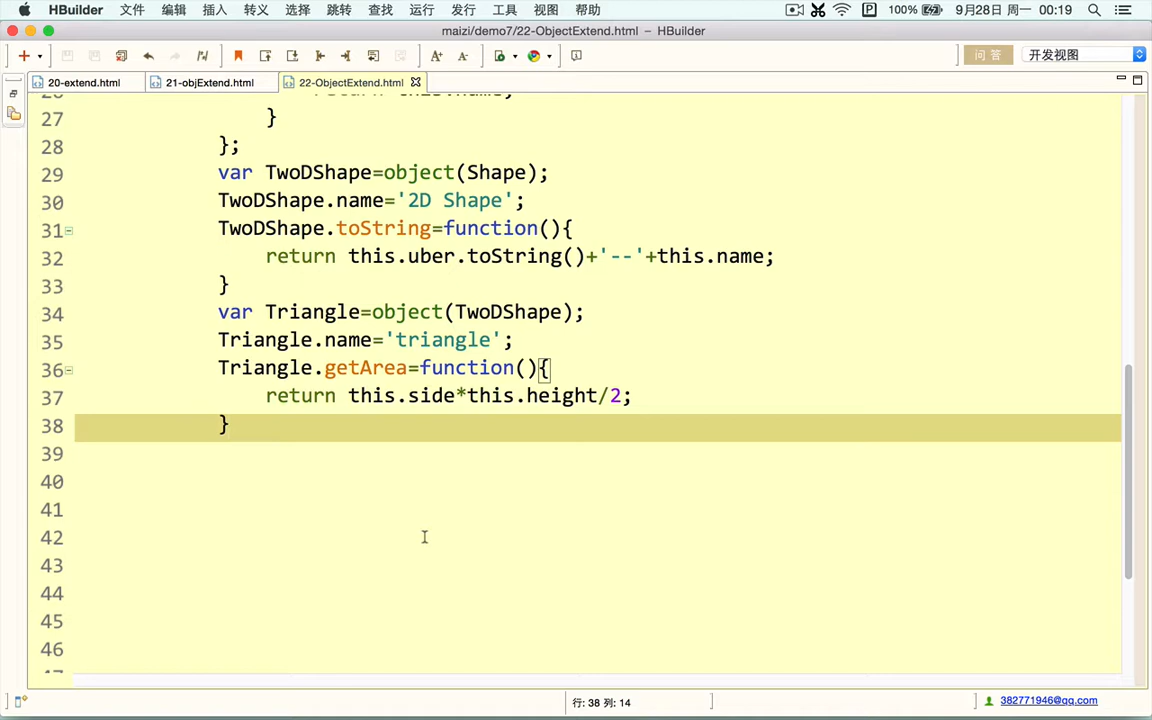 HBuilder 文件 编辑 插入 转义 选择 跳转 查找 运行 发行 工具 视图 帮助 P 100% 9月28日 周一 00:19
maizi/demo7/22-ObjectExtend.html — HBuilder
问 答 开发视图
20-extend.html 21-objExtend.html 22-ObjectExtend.html
27 }
28 };
29 var TwoDShape=object(Shape);
30 TwoDShape.name='2D Shape';
31 TwoDShape.toString=function(){
32 return this.uber.toString()+'--'+this.name;
33 }
34 var Triangle=object(TwoDShape);
35 Triangle.name='triangle';
36 Triangle.getArea=function(){
37 return this.side*this.height/2;
38 }
39
40
41
42
43
44
45
46
行: 38 列: 14 382771946@qq.com